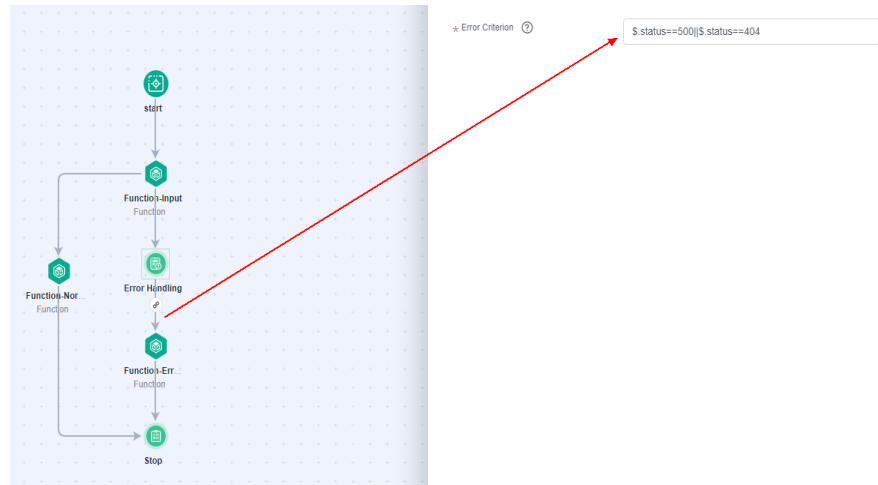 * Error Criterion ?
$.status==500||$.status==404
start
Function-Input
Function
Error Handling
Function-Nor...
Function
Function-Err...
Function
Stop